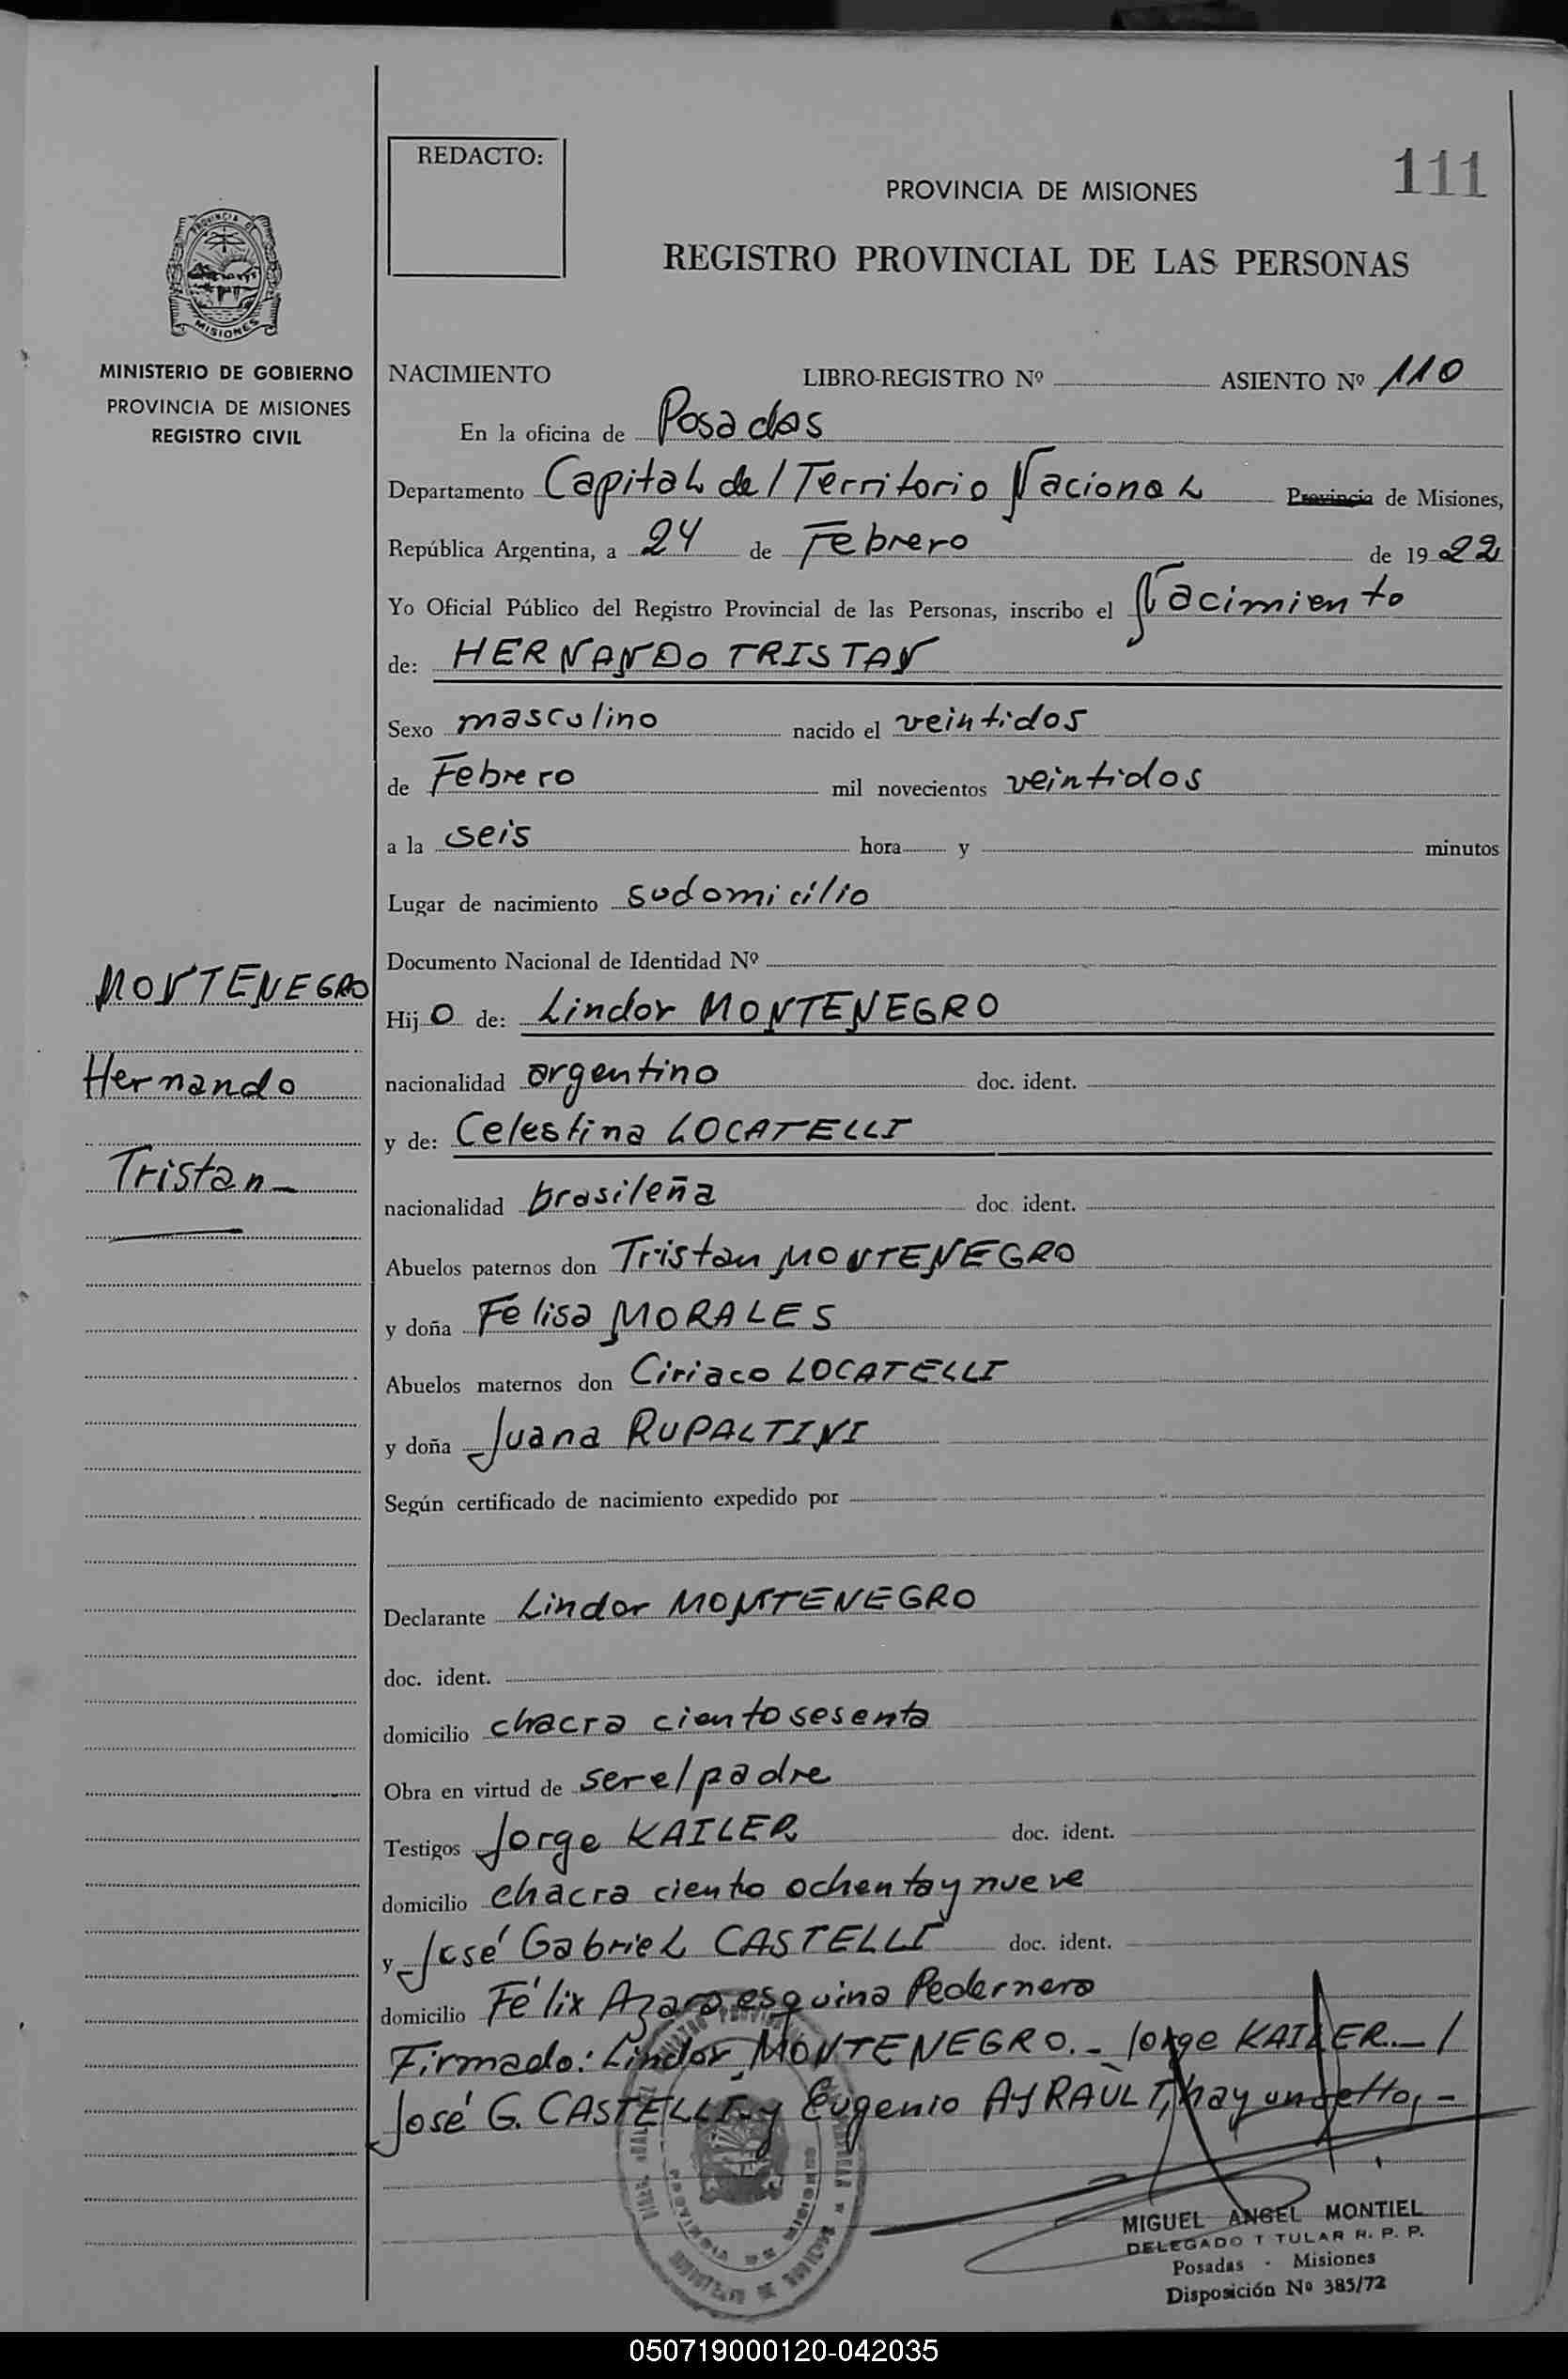 REDACTO:
111
PROVINCIA DE MISIONES
REGISTRO PROVINCIAL DE LAS PERSONAS
PROVINCIA DE
MISIONES
MINISTERIO DE GOBIERNO
PROVINCIA DE MISIONES
REGISTRO CIVIL
NACIMIENTO LIBRO-REGISTRO Nº ASIENTO Nº 110
En la oficina de Posadas
Departamento Capital del Territorio Nacional Provincia de Misiones,
República Argentina, a 24 de Febrero de 1922
Yo Oficial Público del Registro Provincial de las Personas, inscribo el Nacimiento
de: HERNANDO TRISTAN
Sexo masculino nacido el veintidos
de Febrero mil novecientos veintidos
a la seis hora y minutos
Lugar de nacimiento su domicilio
Documento Nacional de Identidad Nº
MONTENEGRO
Hernando
Tristan
Hijo de: Lindor MONTENEGRO
nacionalidad argentino doc. ident.
y de: Celestina LOCATELLI
nacionalidad brasileña doc. ident.
Abuelos paternos don Tristan MONTENEGRO
y doña Felisa MORALES
Abuelos maternos don Ciriaco LOCATELLI
y doña Juana RUPALTINI
Según certificado de nacimiento expedido por
Declarante Lindor MONTENEGRO
doc. ident.
domicilio chacra ciento sesenta
Obra en virtud de ser el padre
Testigos Jorge KAILER doc. ident.
domicilio chacra ciento ochenta y nueve
y José Gabriel CASTELLI doc. ident.
domicilio Félix Azara esquina Pedernera
Firmado: Lindor MONTENEGRO.- Jorge KAILER.- /
José G. CASTELLI.- y Eugenio AYRAULT, hay un sello,-
MIGUEL ANGEL MONTIEL
DELEGADO T TULAR R. P. P.
Posadas - Misiones
Disposición Nº 385/72
050719000120-042035